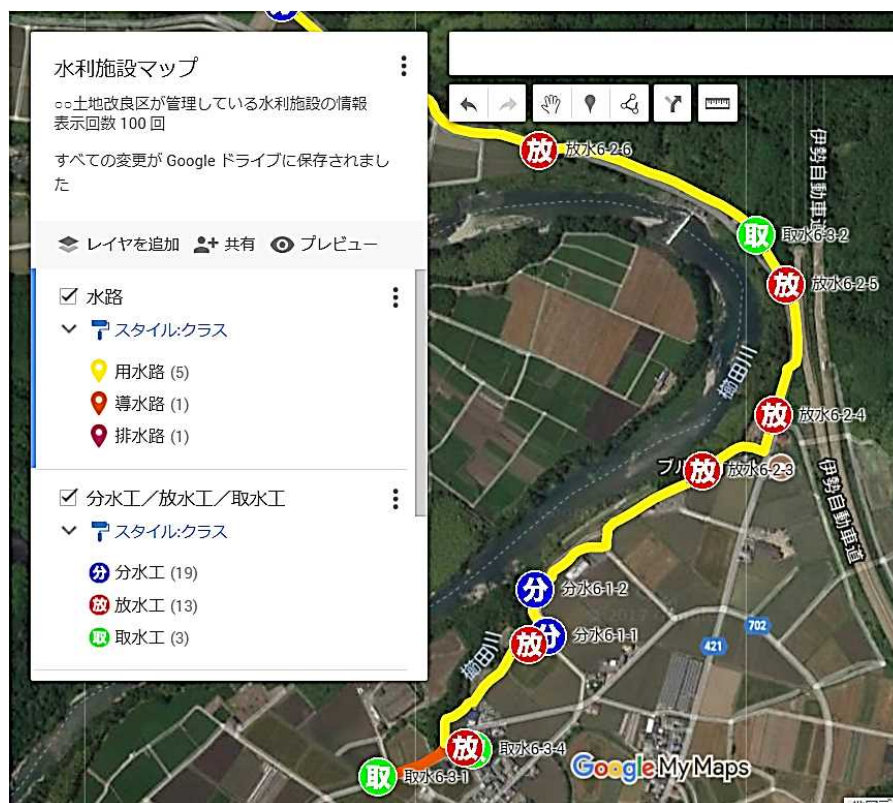 水利施設マップ
○○土地改良区が管理している水利施設の情報
表示回数 100 回
すべての変更が Google ドライブに保存されまし
た
レイヤを追加 共有 プレビュー
水路
スタイル:クラス
用水路 (5)
導水路 (1)
排水路 (1)
分水工／放水工／取水工
スタイル:クラス
分 分水工 (19)
放 放水工 (13)
取 取水工 (3)
放 放水6-2-6
伊勢自動車道
取 取水6-3-2
放 放水6-2-5
櫛田川
放 放水6-2-4
ブル
放 放水6-2-3
伊勢自動車道
分 分水6-1-2
702
分 分水6-1-1
放
421
櫛田川
放 取水6-3-4
取 取水6-3-1
Google My Maps